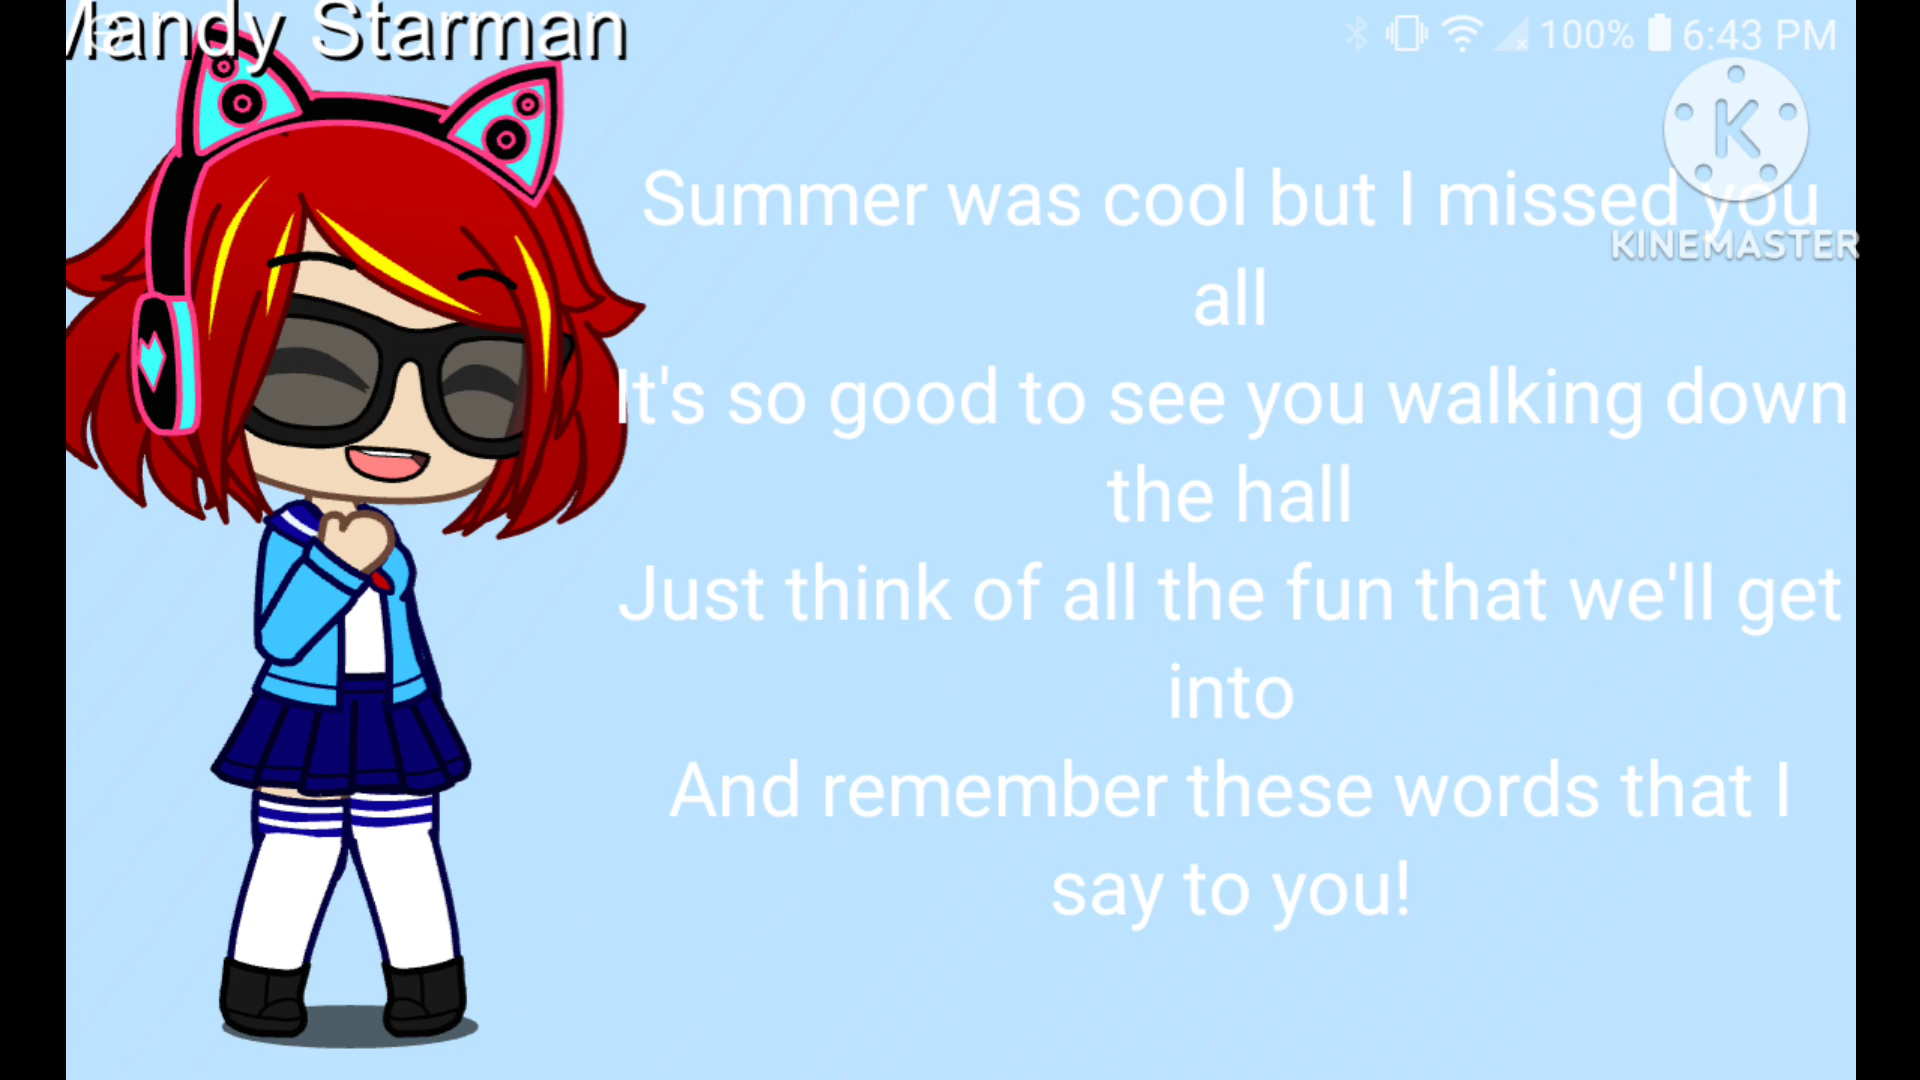 Mandy Starman
100% 6:43 PM
K
KINEMASTER
Summer was cool but I missed you
all
It's so good to see you walking down
the hall
Just think of all the fun that we'll get
into
And remember these words that I
say to you!